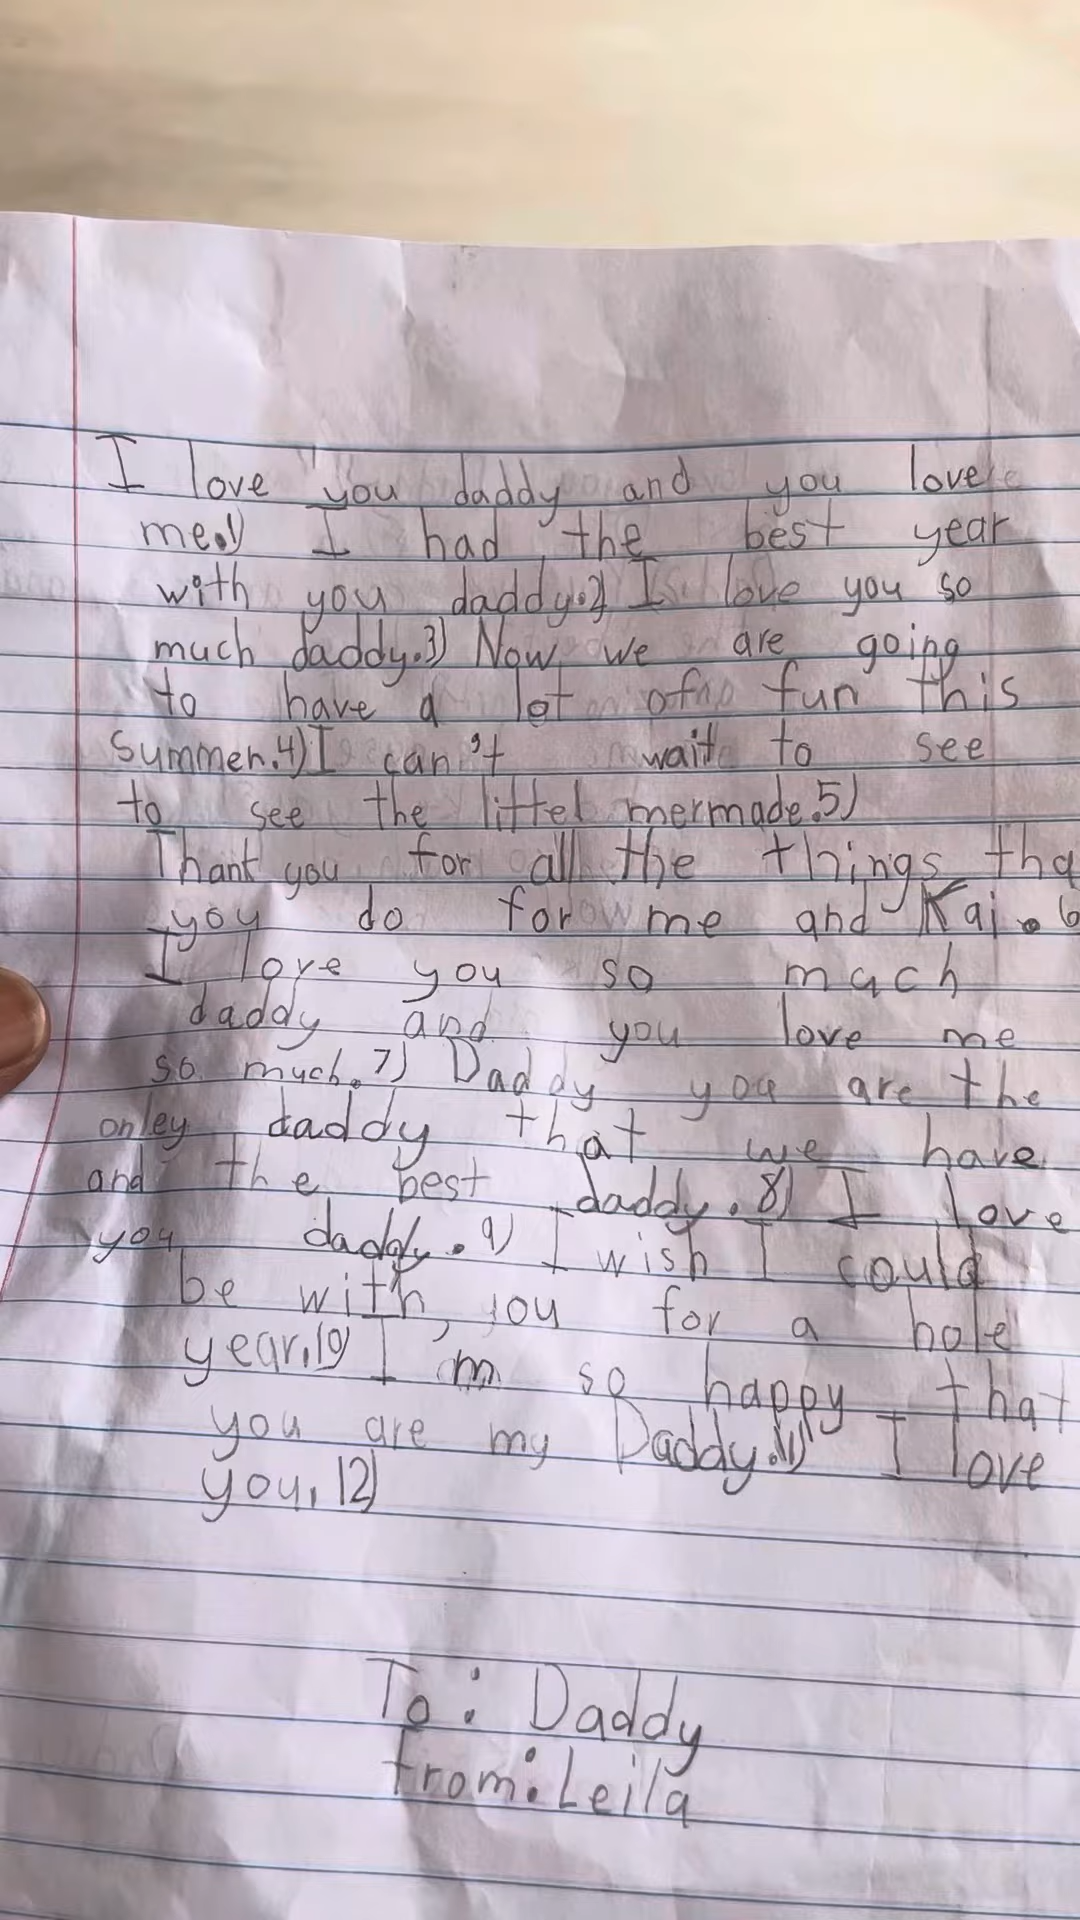 I love you daddy and you love
me.1) I had the best year
with you daddy.2) I love you so
much daddy.3) Now we are going
to have a lot of fun this
summer.4) I can't wait to see
to see the littel mermade.5)
Thank you for all the things tha
you do for me and Kai.6
I love you so much
daddy and you love me
so much.7) Daddy you are the
onley daddy that we have
and the best daddy.8) I love
you daddy.9) I wish I could
be with you for a hole
year.10) I'm so happy that
you are my Daddy.11) I love
you.12)
To: Daddy
from: Leila